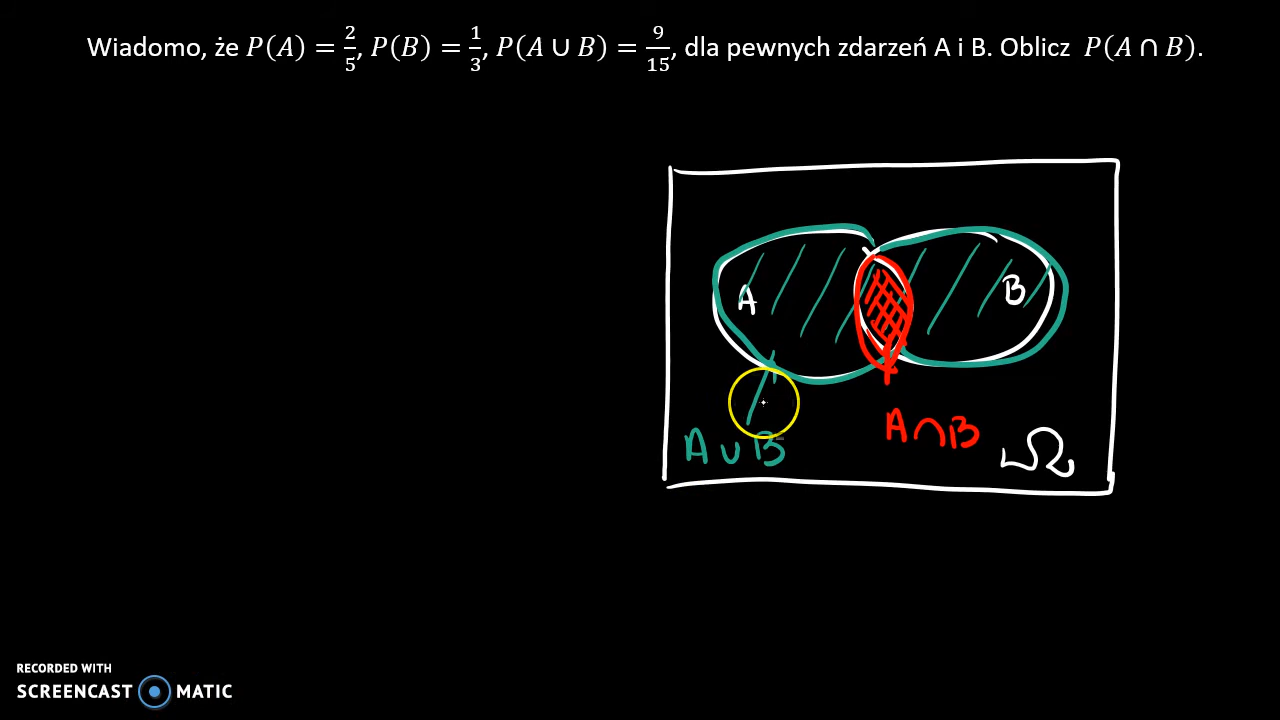 Wiadomo, że P(A) = 2/5, P(B) = 1/3, P(A ∪ B) = 9/15, dla pewnych zdarzeń A i B. Oblicz P(A ∩ B).
A
B
A ∩ B
A ∪ B
Ω
RECORDED WITH
SCREENCAST MATIC